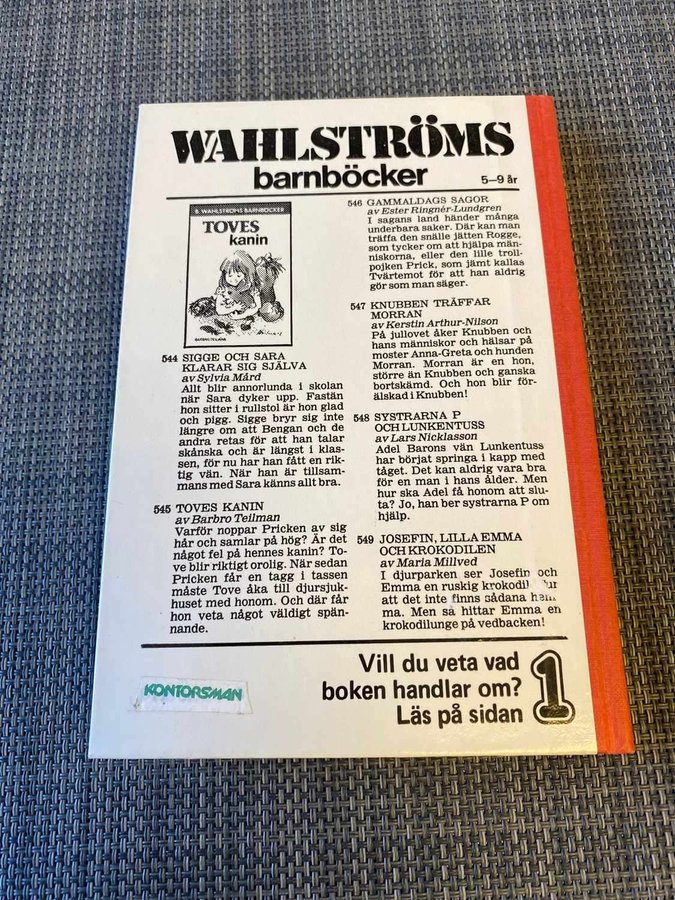 WAHLSTRÖMS
barnböcker
5–9 år
B. WAHLSTRÖMS BARNBÖCKER
TOVES
kanin
544 SIGGE OCH SARA
KLARAR SIG SJÄLVA
av Sylvia Mård
Allt blir annorlunda i skolan
när Sara dyker upp. Fastän
hon sitter i rullstol är hon glad
och pigg. Sigge bryr sig inte
längre om att Bengan och de
andra retas för att han talar
skånska och är längst i klas-
sen, för nu har han fått en rik-
tig vän. När han är tillsam-
mans med Sara känns allt bra.
545 TOVES KANIN
av Barbro Teilman
Varför noppar Pricken av sig
hår och samlar på hög? Är det
något fel på hennes kanin? To-
ve blir riktigt orolig. När sedan
Pricken får en tagg i tassen
måste Tove åka till djursjuk-
huset med honom. Och där får
hon veta något väldigt spän-
nande.
546 GAMMALDAGS SAGOR
av Ester Ringnér-Lundgren
I sagans land händer många
underbara saker. Där kan man
träffa den snälle jätten Rogge,
som tycker om att hjälpa män-
niskorna, eller den lille troll-
pojken Prick, som jämt kallas
Tvärtemot för att han aldrig
gör som man säger.
547 KNUBBEN TRÄFFAR
MORRAN
av Kerstin Arthur-Nilson
På jullovet åker Knubben och
hans människor och hälsar på
moster Anna-Greta och hunden
Morran. Morran är en hon,
större än Knubben och ganska
bortskämd. Och hon blir för-
älskad i Knubben!
548 SYSTRARNA P
OCH LUNKENTUSS
av Lars Nicklasson
Adel Barons vän Lunkentuss
har börjat springa i kapp med
tåget. Det kan aldrig vara bra
för en man i hans ålder. Men
hur ska Adel få honom att slu-
ta? Jo, han ber systrarna P om
hjälp.
549 JOSEFIN, LILLA EMMA
OCH KROKODILEN
av Maria Millved
I djurparken ser Josefin och
Emma en ruskig
att det inte finns sådana
ma. Men så hittar Emma en
krokodilunge på vedbacken!
Vill du veta vad
boken handlar om?
Läs på sidan 1
KONTORSMAN